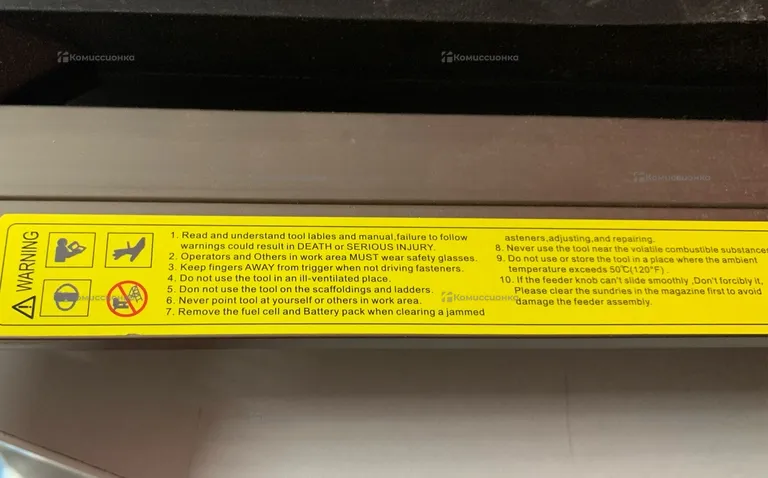 Комиссионка
Комиссионка
Комиссионка
WARNING
1. Read and understand tool lables and manual,failure to follow
warnings could result in DEATH or SERIOUS INJURY.
2. Operators and Others in work area MUST wear safety glasses.
3. Keep fingers AWAY from trigger when not driving fasteners.
4. Do not use the tool in an ill-ventilated place.
5. Don not use the tool on the scaffoldings and ladders.
6. Never point tool at yourself or others in work area.
7. Remove the fuel cell and Battery pack when clearing a jammed
asteners,adjusting,and repairing.
8. Never use the tool near the volatile combustible substances
9. Do not use or store the tool in a place where the ambient
temperature exceeds 50℃(120°F) .
10. If the feeder knob can't slide smoothly ,Don't forcibly it,
Please clear the sundries in the magazine first to avoid
damage the feeder assembly.
Комиссионка
Комиссионка